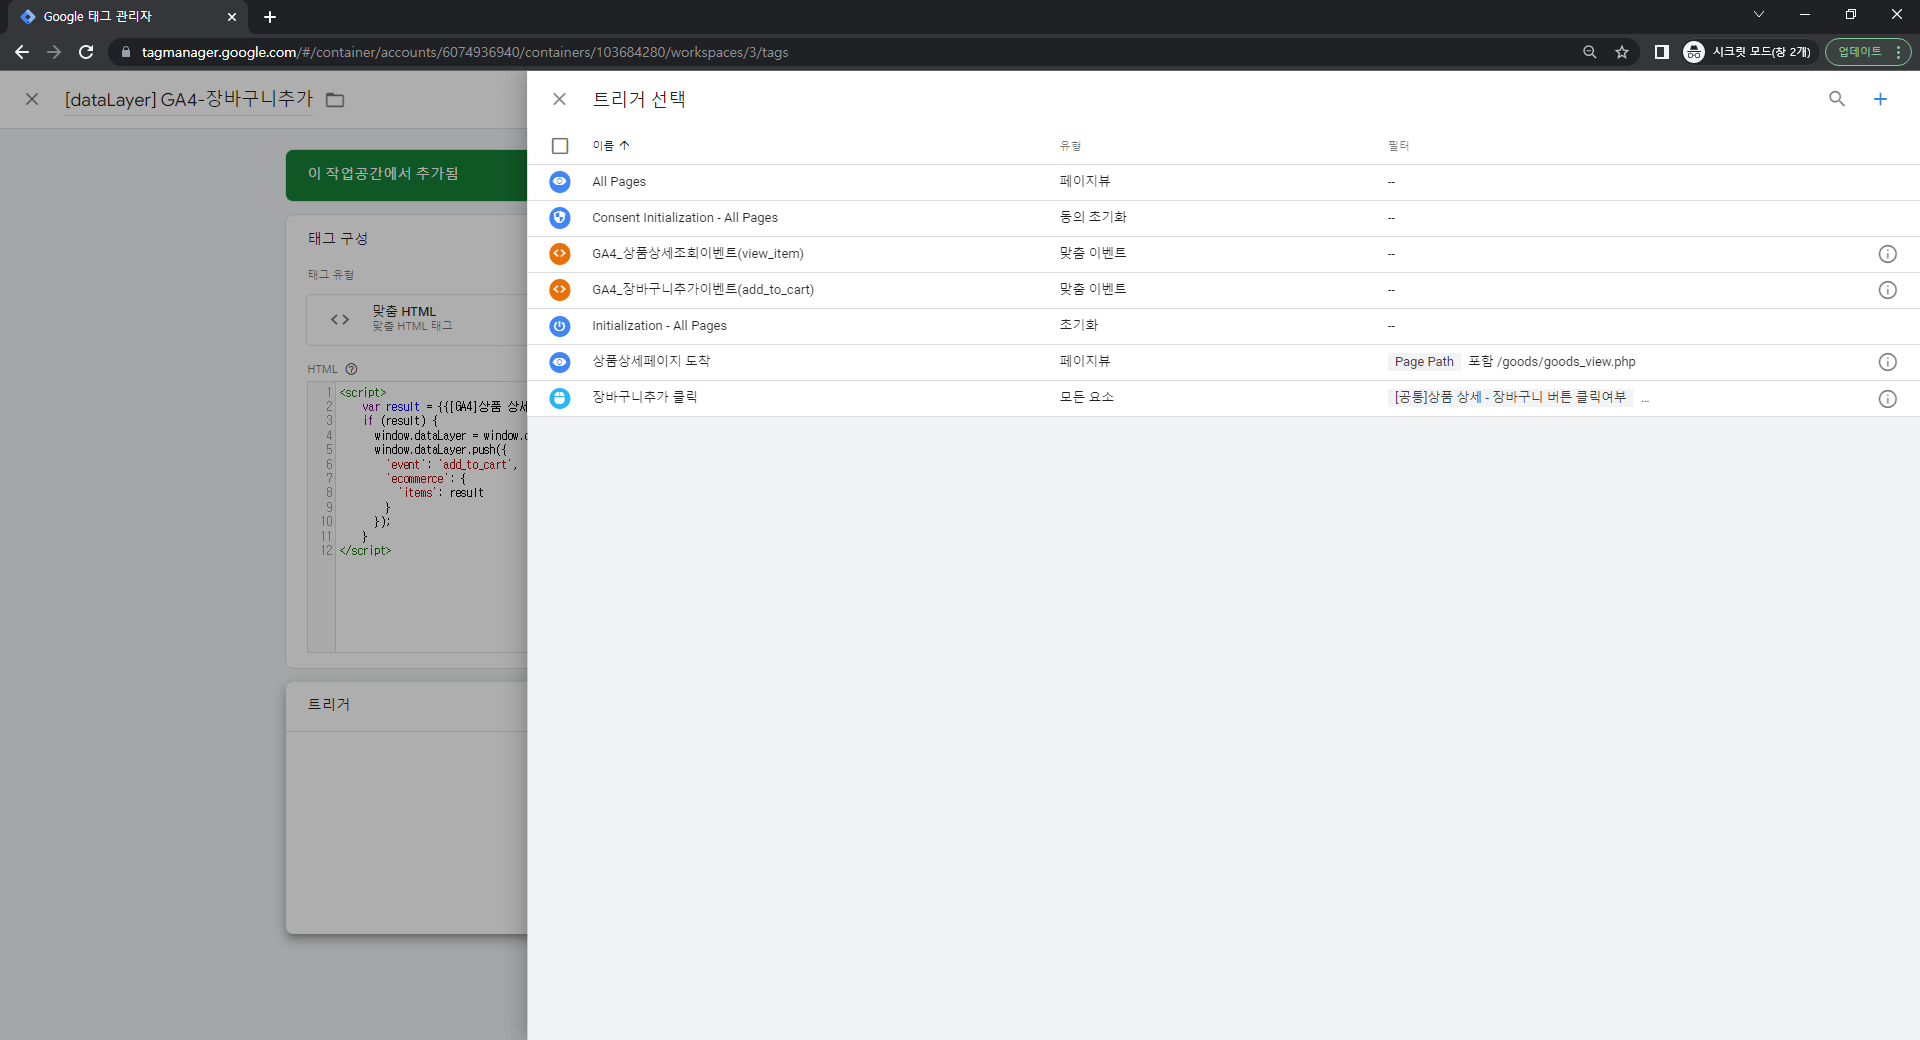 Google 태그 관리자
tagmanager.google.com/#/container/accounts/6074936940/containers/103684280/workspaces/3/tags
시크릿 모드(창 2개)
업데이트
[dataLayer] GA4-장바구니추가
이 작업공간에서 추가됨
태그 구성
태그 유형
맞춤 HTML
맞춤 HTML 태그
HTML
1 <script>
2 var result = {{[GA4]상품 상세
3 if (result) {
4 window.dataLayer = window.d
5 window.dataLayer.push({
6 'event': 'add_to_cart',
7 'ecommerce': {
8 'items': result
9 }
10 });
11 }
12 </script>
트리거
트리거 선택
이름 유형 필터
All Pages 페이지뷰 --
Consent Initialization - All Pages 동의 초기화 --
GA4_상품상세조회이벤트(view_item) 맞춤 이벤트 --
GA4_장바구니추가이벤트(add_to_cart) 맞춤 이벤트 --
Initialization - All Pages 초기화 --
상품상세페이지 도착 페이지뷰 Page Path 포함 /goods/goods_view.php
장바구니추가 클릭 모든 요소 [공통]상품 상세 - 장바구니 버튼 클릭여부 ...